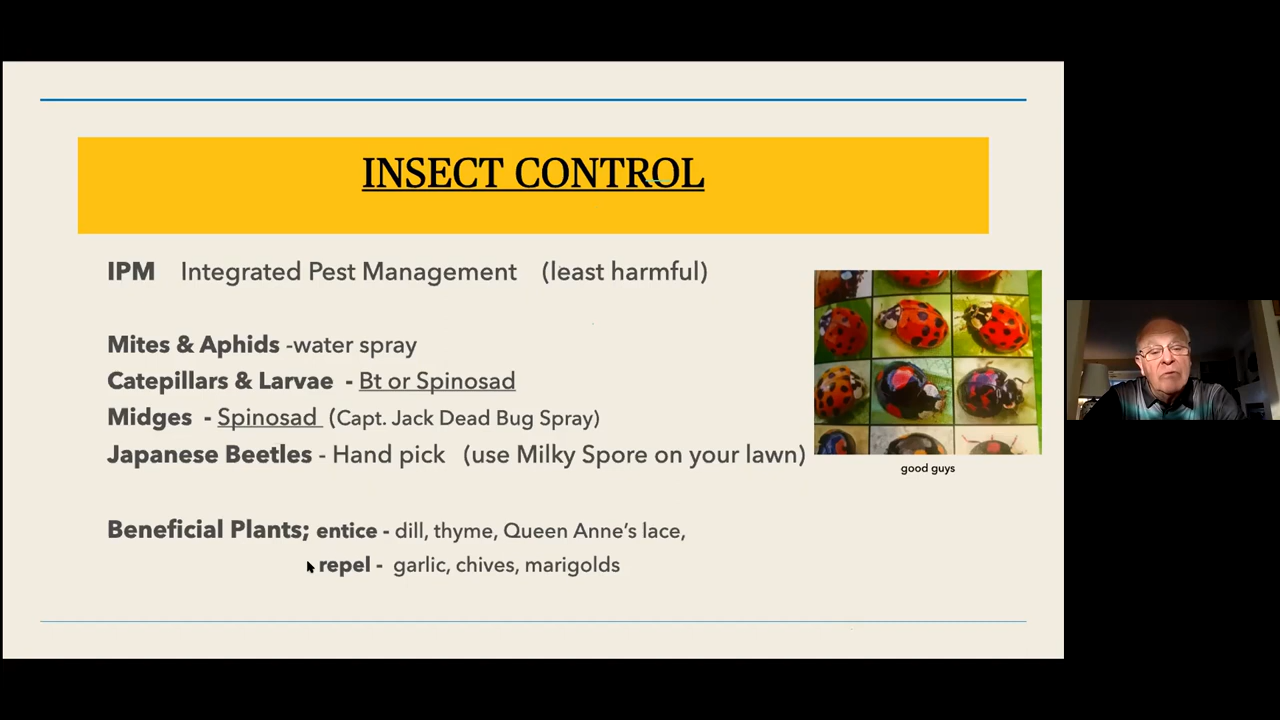 INSECT CONTROL
IPM Integrated Pest Management (least harmful)
Mites & Aphids -water spray
Catepillars & Larvae - Bt or Spinosad
Midges - Spinosad (Capt. Jack Dead Bug Spray)
Japanese Beetles - Hand pick (use Milky Spore on your lawn)
good guys
Beneficial Plants; entice - dill, thyme, Queen Anne's lace,
repel - garlic, chives, marigolds